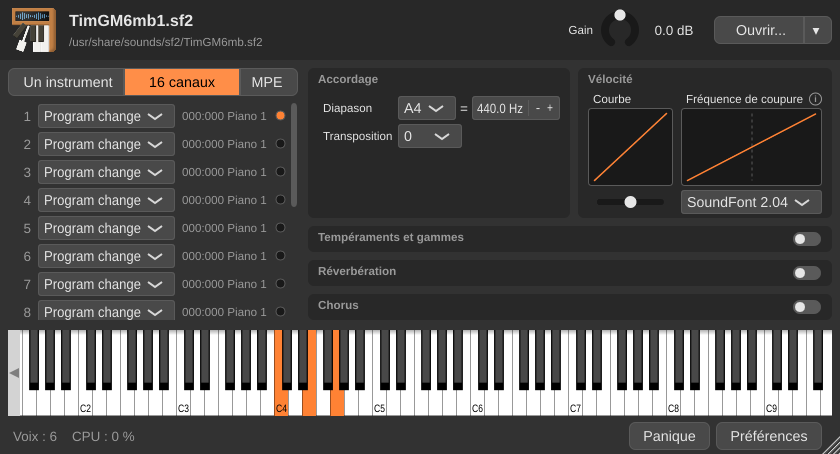 TimGM6mb1.sf2
/usr/share/sounds/sf2/TimGM6mb.sf2
Gain 0.0 dB Ouvrir... ▼
Un instrument 16 canaux MPE
1 Program change 000:000 Piano 1
2 Program change 000:000 Piano 1
3 Program change 000:000 Piano 1
4 Program change 000:000 Piano 1
5 Program change 000:000 Piano 1
6 Program change 000:000 Piano 1
7 Program change 000:000 Piano 1
8 Program change 000:000 Piano 1
Accordage
Diapason A4 = 440.0 Hz - +
Transposition 0
Vélocité
Courbe Fréquence de coupure i
SoundFont 2.04
Tempéraments et gammes
Réverbération
Chorus
C2 C3 C4 C5 C6 C7 C8 C9
Voix : 6 CPU : 0 % Panique Préférences